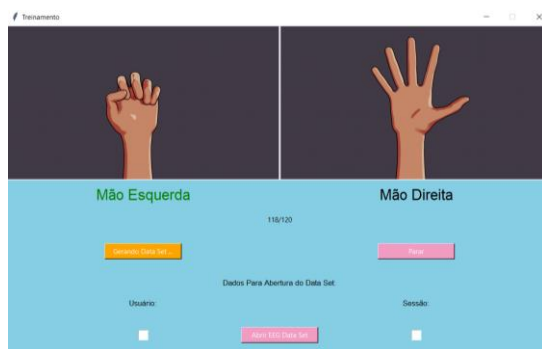 Treinamento
Mão Esquerda
Mão Direita
118/120
Gerando Data Set...
Parar
Dados Para Abertura do Data Set:
Usuário:
Sessão:
Abrir EEG Data Set